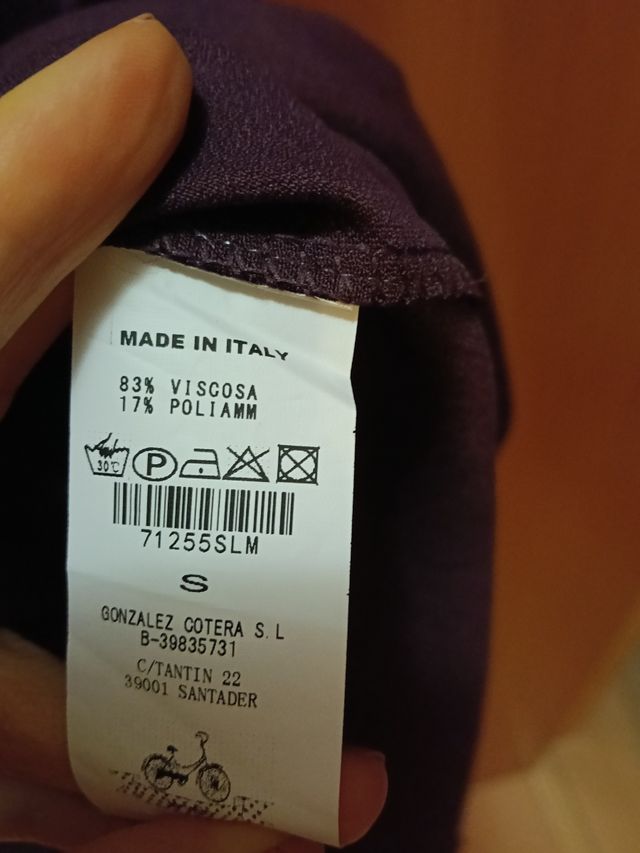 MADE IN ITALY
83% VISCOSA
17% POLIAMM
30°C P
71255SLM
S
GONZALEZ COTERA S.L
B-39835731
C/TANTIN 22
39001 SANTADER